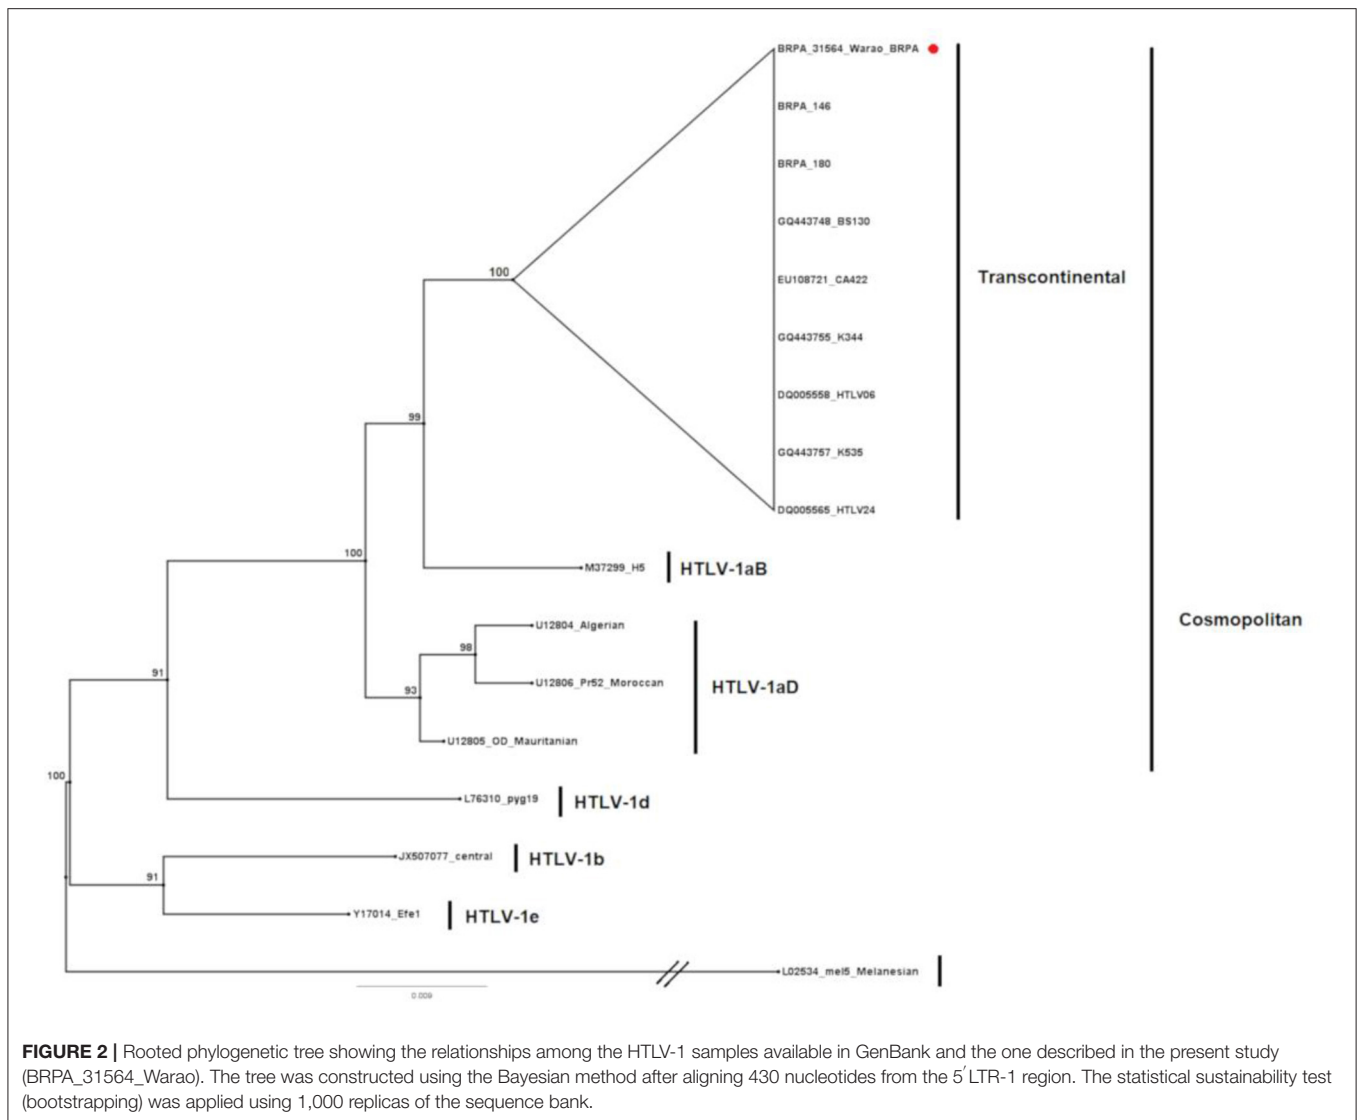 BRPA_31564_Warao_BRPA
BRPA_146
BRPA_180
GQ443748_BS130
100
EU108721_CA422
Transcontinental
GQ443755_K344
DQ005558_HTLV06
99
GQ443757_K535
DQ005565_HTLV24
100
M37299_H5
HTLV-1aB
U12804_Algerian
Cosmopolitan
98
U12806_Pr52_Moroccan
HTLV-1aD
91
93
U12805_OD_Mauritanian
100
L76310_pyg19
HTLV-1d
JX507077_central
HTLV-1b
91
Y17014_Efe1
HTLV-1e
L02534_mel5_Melanesian
0.009
FIGURE 2 | Rooted phylogenetic tree showing the relationships among the HTLV-1 samples available in GenBank and the one described in the present study
(BRPA_31564_Warao). The tree was constructed using the Bayesian method after aligning 430 nucleotides from the 5′LTR-1 region. The statistical sustainability test
(bootstrapping) was applied using 1,000 replicas of the sequence bank.